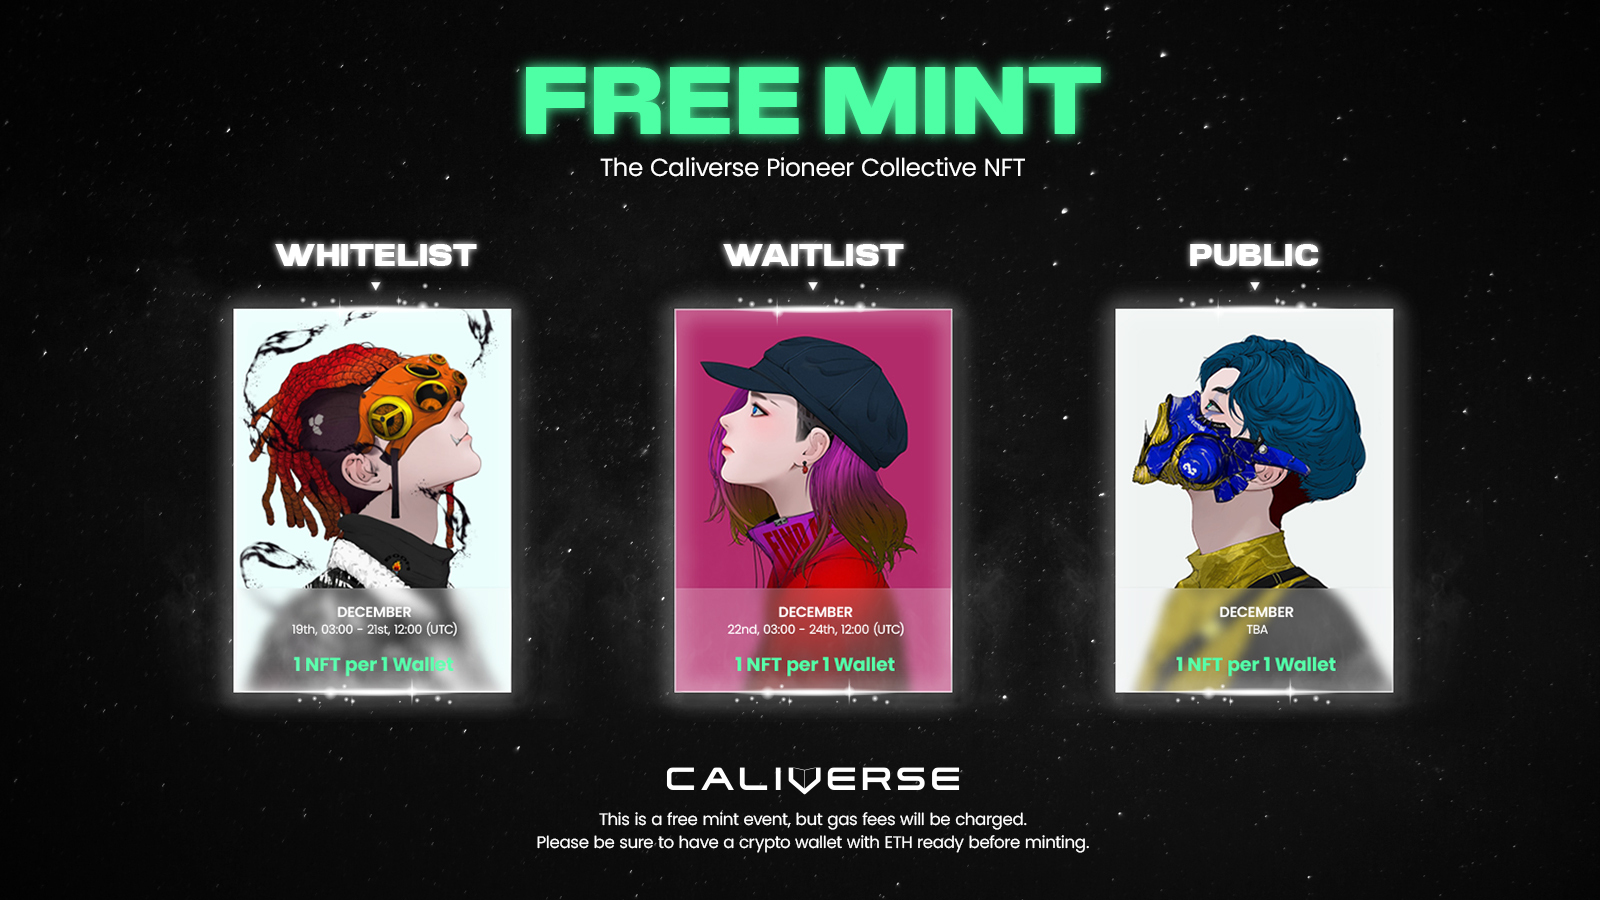 FREE MINT
The Caliverse Pioneer Collective NFT
WHITELIST
DECEMBER
19th, 03:00 - 21st, 12:00 (UTC)
1 NFT per 1 Wallet
WAITLIST
DECEMBER
22nd, 03:00 - 24th, 12:00 (UTC)
1 NFT per 1 Wallet
PUBLIC
DECEMBER
TBA
1 NFT per 1 Wallet
CALIVERSE
This is a free mint event, but gas fees will be charged.
Please be sure to have a crypto wallet with ETH ready before minting.